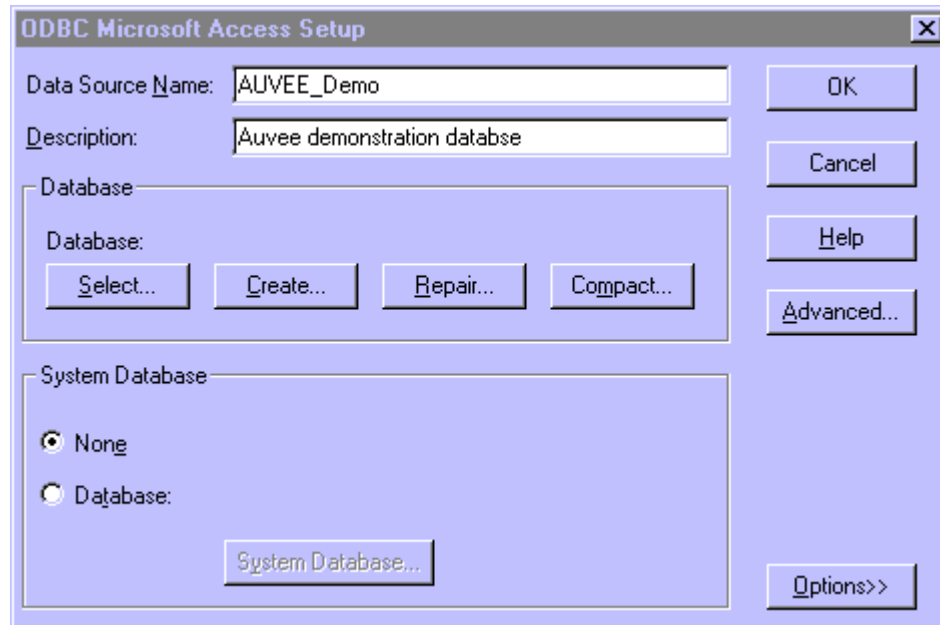 ODBC Microsoft Access Setup
Data Source Name: AUVEE_Demo
OK
Description: Auvee demonstration databse
Cancel
Database
Database:
Help
Select... Create... Repair... Compact...
Advanced...
System Database
None
Database:
System Database...
Options>>